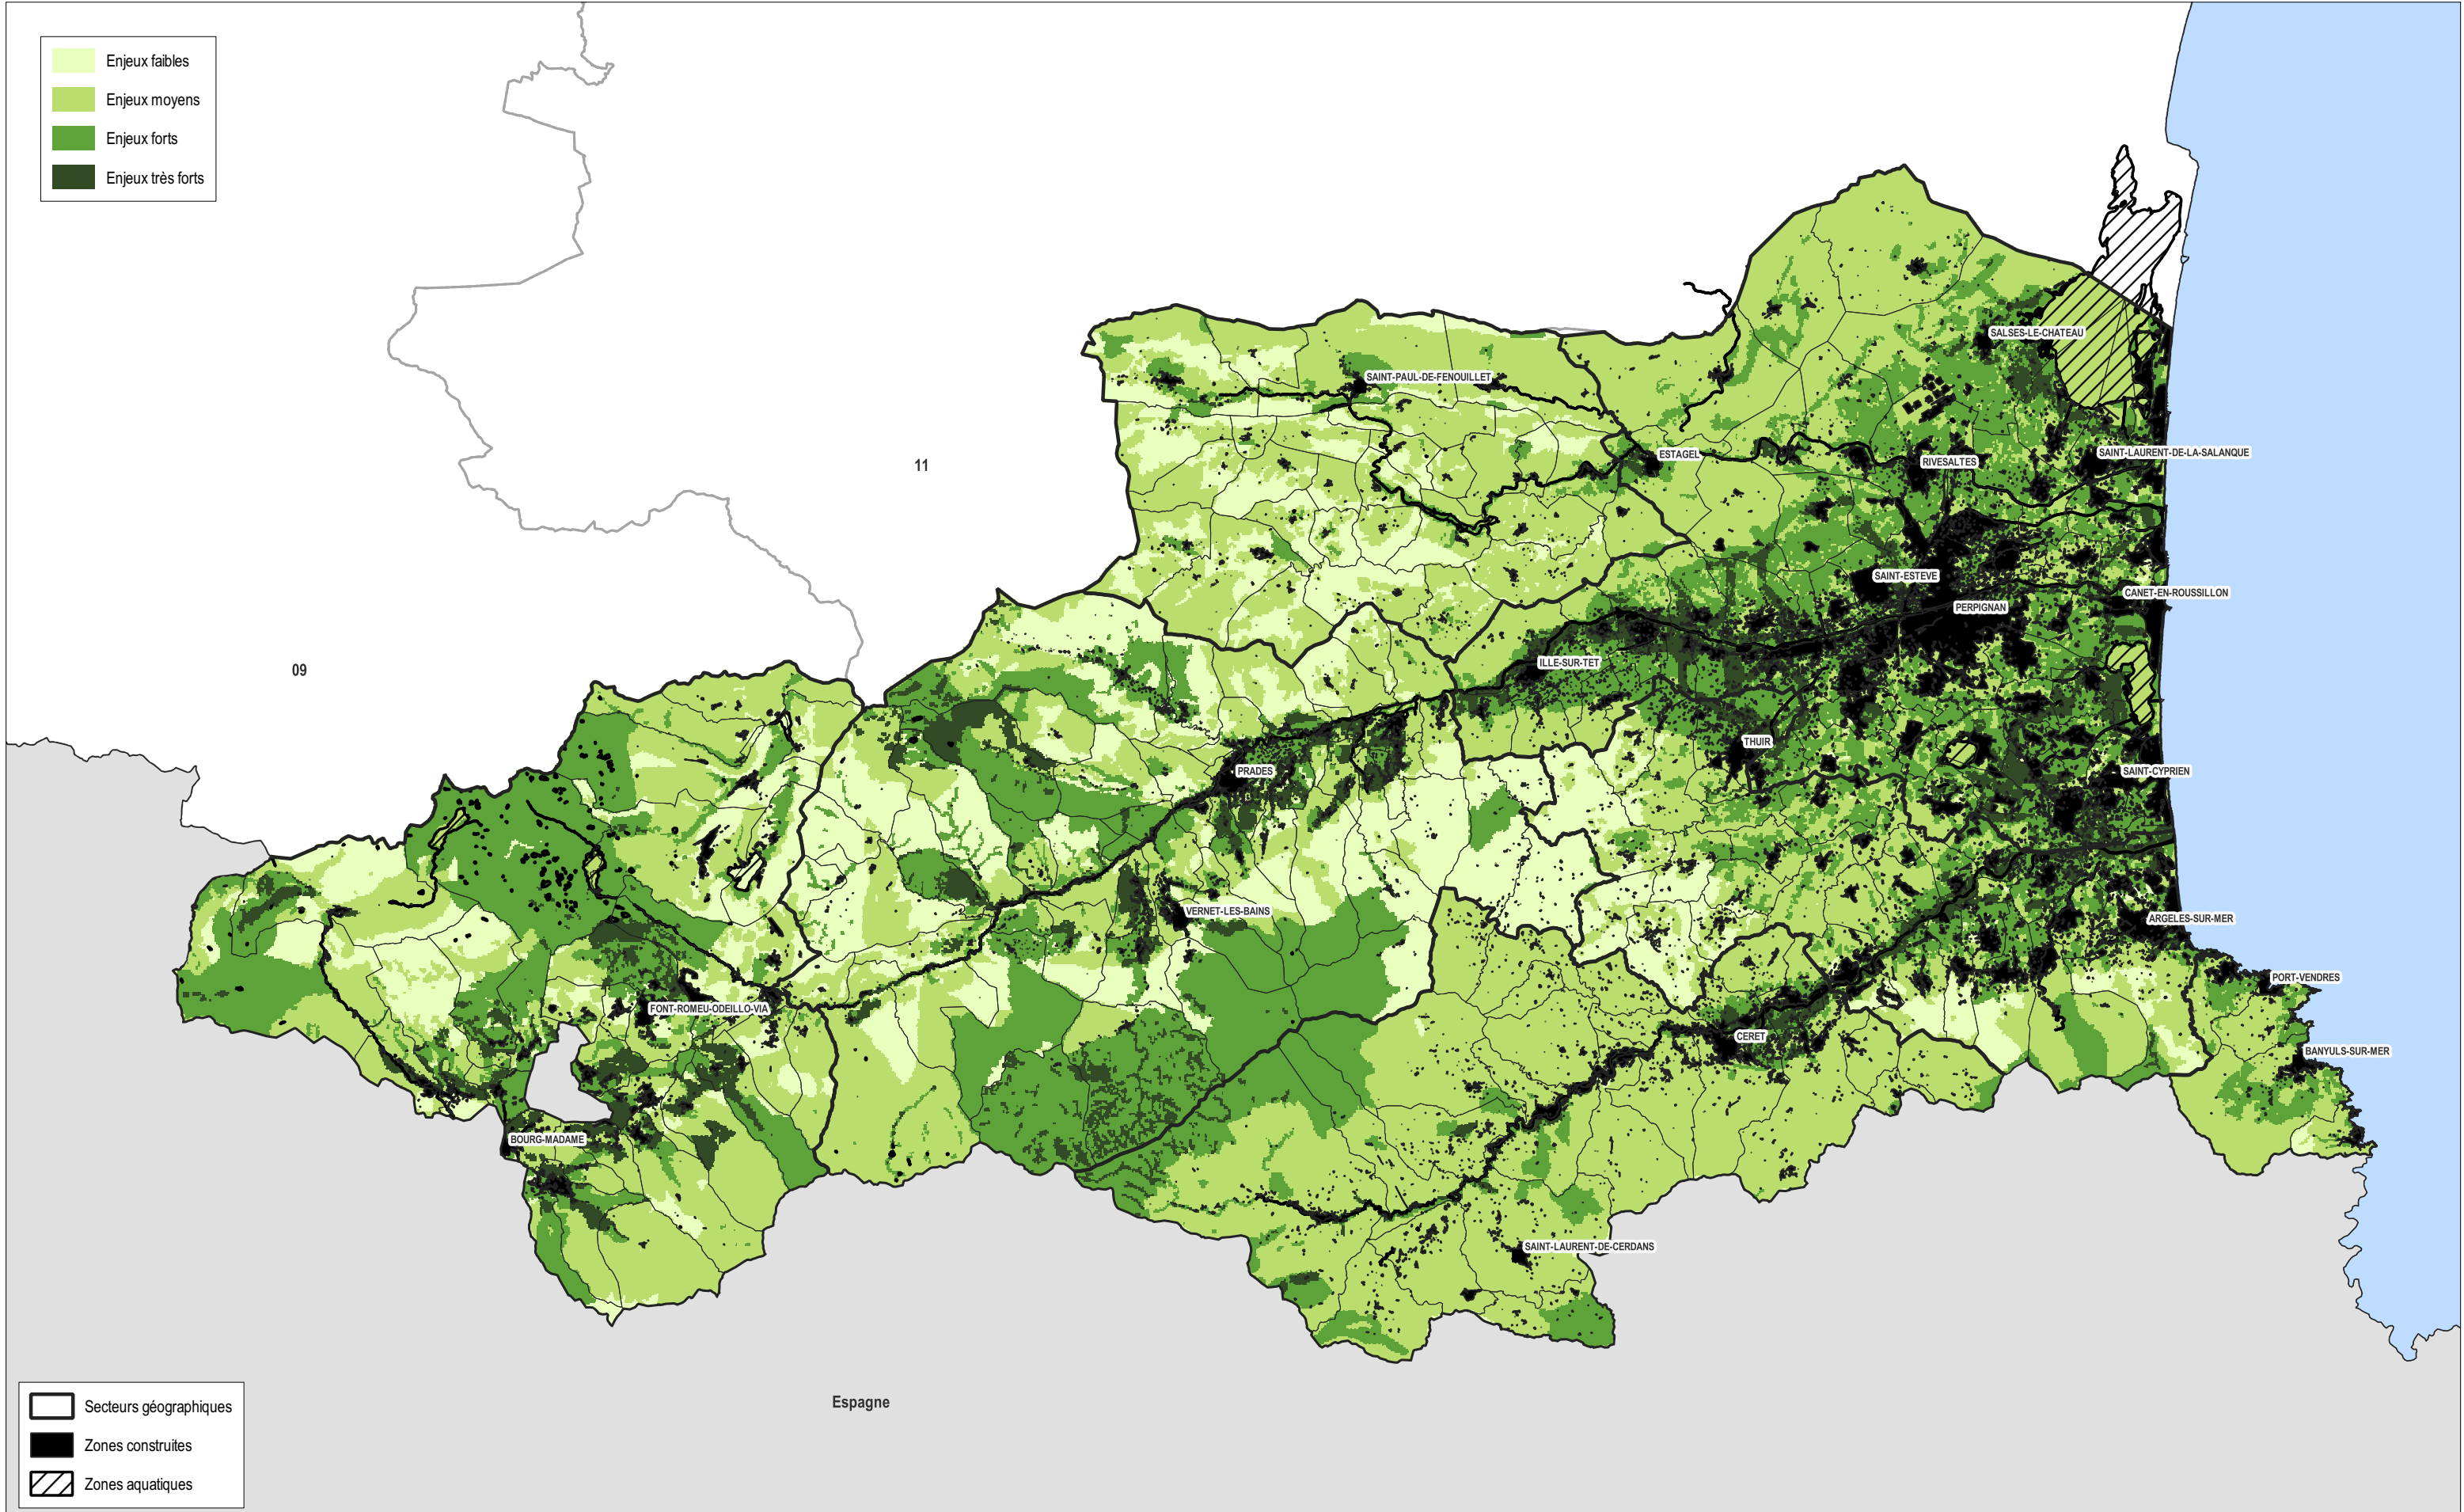 Enjeux faibles
Enjeux moyens
Enjeux forts
Enjeux très forts
SALSES-LE-CHATEAU
SAINT-PAUL-DE-FENOUILLET
ESTAGEL
SAINT-LAURENT-DE-LA-SALANQUE
RIVESALTES
11
SAINT-ESTEVE
CANET-EN-ROUSSILLON
PERPIGNAN
ILLE-SUR-TET
09
THUIR
PRADES
SAINT-CYPRIEN
VERNET-LES-BAINS
ARGELES-SUR-MER
PORT-VENDRES
FONT-ROMEU-ODEILLO-VIA
CERET
BANYULS-SUR-MER
BOURG-MADAME
SAINT-LAURENT-DE-CERDANS
Espagne
Secteurs géographiques
Zones construites
Zones aquatiques